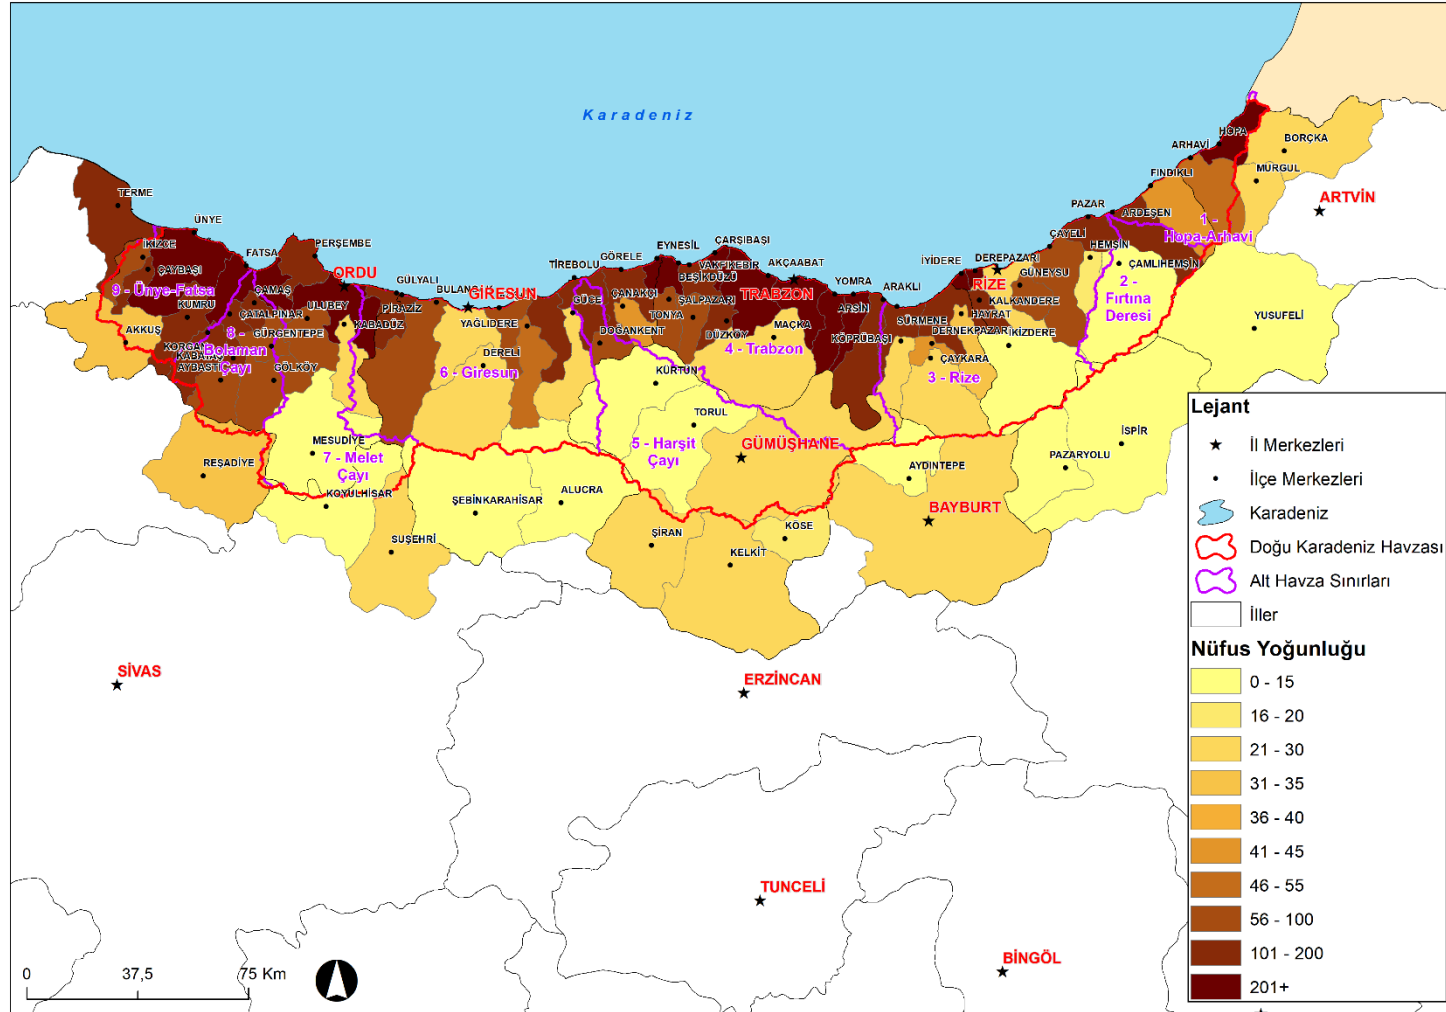 Karadeniz
HOPA
ARHAVİ
BORÇKA
FINDIKLI
MURGUL
TERME
ARTVİN
PAZAR
ARDEŞEN
ÜNYE
1 -
Hopa-Arhavi
ÇAYELİ
HEMŞİN
İKİZCE
FATSA
PERŞEMBE
EYNESİL
ÇARŞIBAŞI
ÇAMLIHEMŞİN
ÇAYBAŞI
ORDU
GÜLYALI
TİREBOLU
GÖRELE
VAKFIKEBİR
BEŞİKDÜZÜ
AKÇAABAT
İYİDERE
DEREPAZARI
GÜNEYSU
9 - Ünye-Fatsa
ÇAMAŞ
BULANCAK
GİRESUN
TRABZON
YOMRA
RİZE
2 -
Fırtına
Deresi
KUMRU
ÇATALPINAR
ULUBEY
PİRAZİZ
GÜCE
ÇANAKÇI
ŞALPAZARI
ARSİN
ARAKLI
KALKANDERE
AKKUŞ
8 -
Bolaman
Çayı
GÜRGENTEPE
KABADÜZ
YAĞLIDERE
DOĞANKENT
TONYA
DÜZKÖY
MAÇKA
KÖPRÜBAŞI
SÜRMENE
HAYRAT
DERNEKPAZARI
İKİZDERE
YUSUFELİ
KORGAN
KABATAŞ
AYBASTI
GÖLKÖY
DERELİ
4 - Trabzon
ÇAYKARA
6 - Giresun
KÜRTÜN
3 - Rize
TORUL
MESUDİYE
7 - Melet
Çayı
5 - Harşit
Çayı
GÜMÜŞHANE
İSPİR
REŞADİYE
AYDINTEPE
PAZARYOLU
KOYULHİSAR
ŞEBİNKARAHİSAR
ALUCRA
BAYBURT
SUŞEHRİ
ŞİRAN
KÖSE
KELKİT
SİVAS
ERZİNCAN
TUNCELİ
BİNGÖL
0
37,5
75 Km
Lejant
İl Merkezleri
İlçe Merkezleri
Karadeniz
Doğu Karadeniz Havzası
Alt Havza Sınırları
İller
Nüfus Yoğunluğu
0 - 15
16 - 20
21 - 30
31 - 35
36 - 40
41 - 45
46 - 55
56 - 100
101 - 200
201+